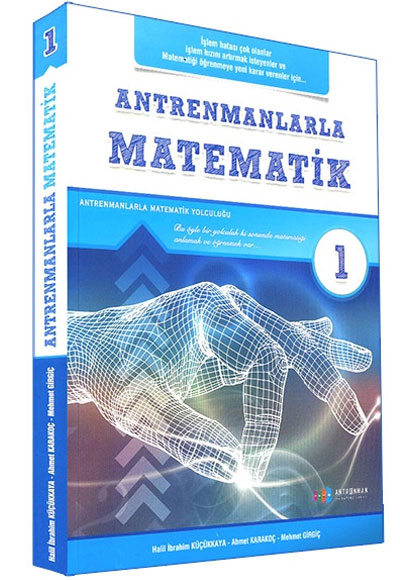 1
ANTRENMANLARLA MATEMATİK
Halil İbrahim KÜÇÜKKAYA - Ahmet KARAKOÇ - Mehmet GİRGİÇ
İşlem hatası çok olanlar
İşlem hızını artırmak isteyenler ve
Matematiği öğrenmeye yeni karar verenler için...
ANTRENMANLARLA
MATEMATİK
ANTRENMANLARLA MATEMATİK YOLCULUĞU
Bu öyle bir yolculuk ki sonunda matematiği
anlamak ve öğrenmek var...
1
ANTRENMAN
Halil İbrahim KÜÇÜKKAYA - Ahmet KARAKOÇ - Mehmet GİRGİÇ